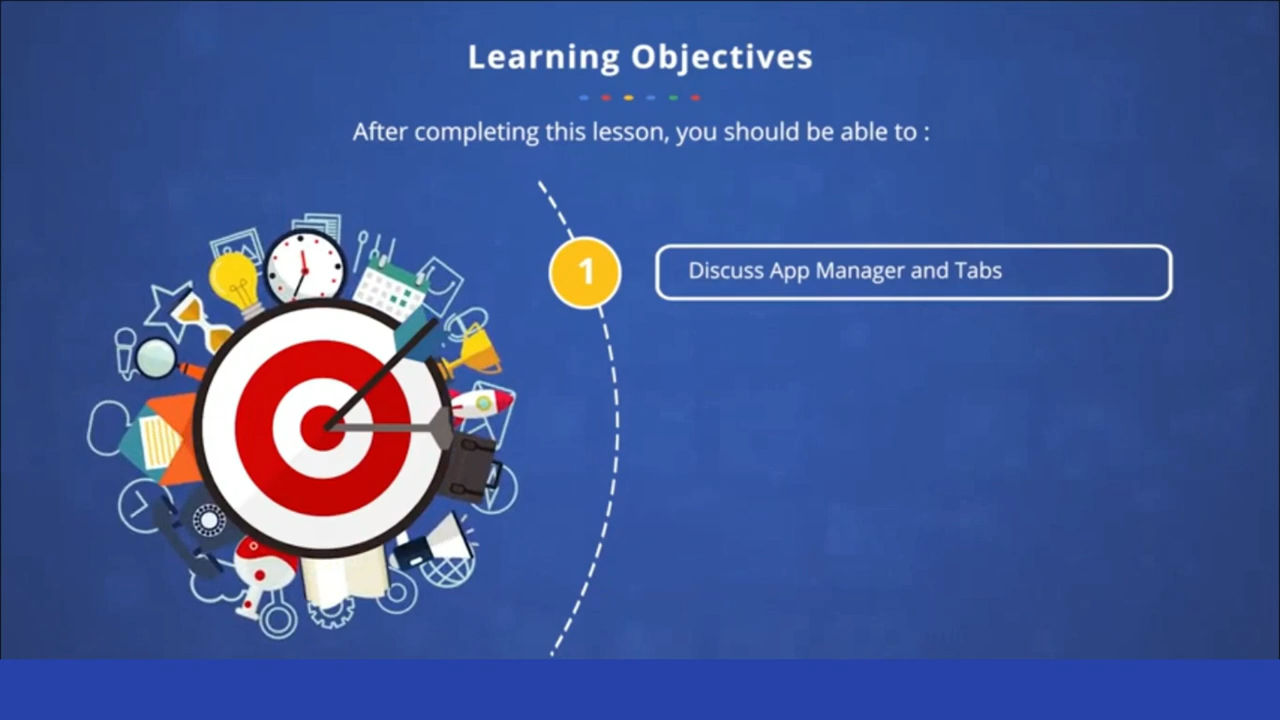 Learning Objectives
After completing this lesson, you should be able to :
1
Discuss App Manager and Tabs